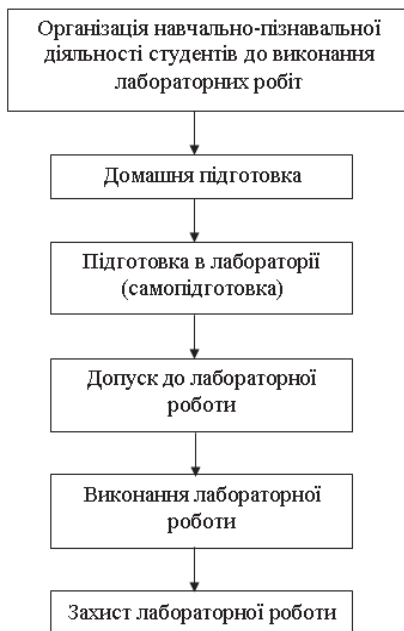 Організація навчально-пізнавальної
діяльності студентів до виконання
лабораторних робіт
Домашня підготовка
Підготовка в лабораторії
(самопідготовка)
Допуск до лабораторної
роботи
Виконання лабораторної
роботи
Захист лабораторної роботи